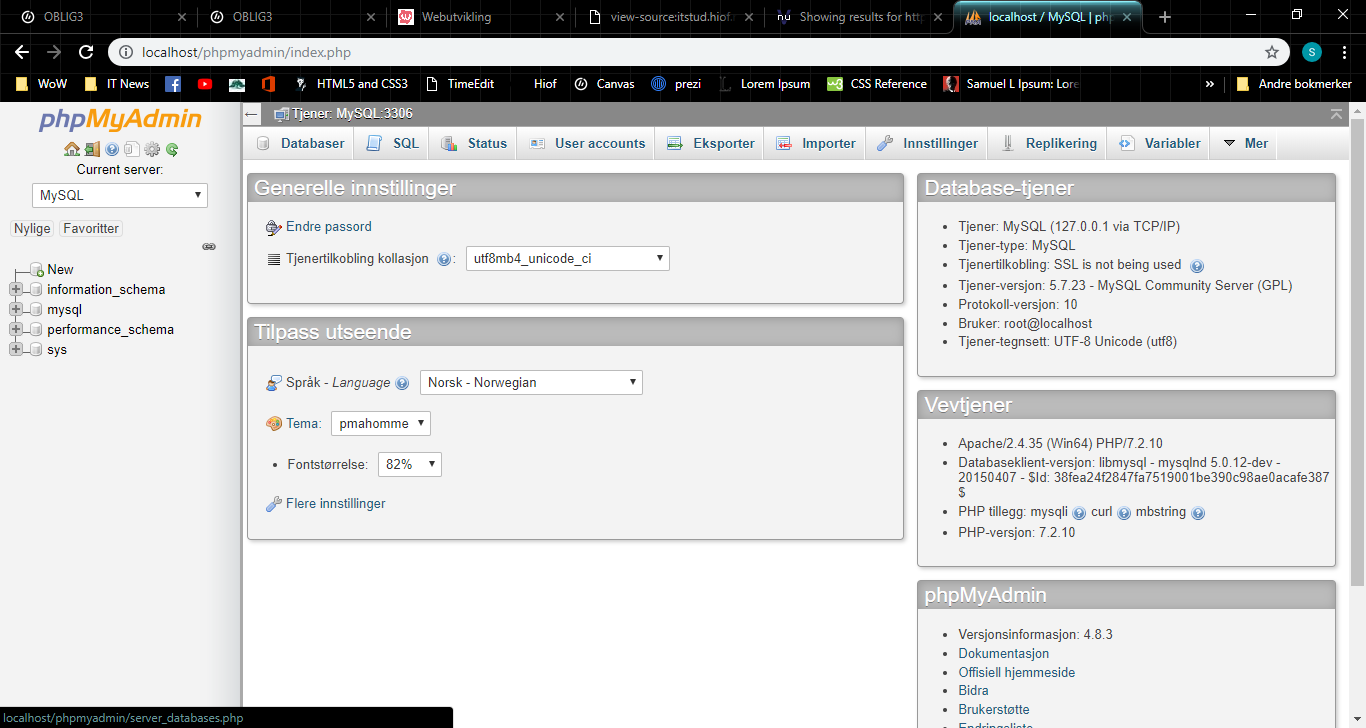 OBLIG3
OBLIG3
Webutvikling
view-source:itstud.hiof.
Showing results for http
localhost / MySQL | php
localhost/phpmyadmin/index.php
S
WoW
IT News
HTML5 and CSS3
TimeEdit
Hiof
Canvas
prezi
Lorem Ipsum
CSS Reference
Samuel L Ipsum: Lore
»
Andre bokmerker
phpMyAdmin
Current server:
MySQL
Nylige
Favoritter
New
information_schema
mysql
performance_schema
sys
Tjener: MySQL:3306
Databaser
SQL
Status
User accounts
Eksporter
Importer
Innstillinger
Replikering
Variabler
Mer
Generelle innstillinger
Endre passord
Tjenertilkobling kollasjon :
utf8mb4_unicode_ci
Tilpass utseende
Språk - Language
Norsk - Norwegian
Tema:
pmahomme
• Fontstørrelse:
82%
Flere innstillinger
Database-tjener
• Tjener: MySQL (127.0.0.1 via TCP/IP)
• Tjener-type: MySQL
• Tjenertilkobling: SSL is not being used
• Tjener-versjon: 5.7.23 - MySQL Community Server (GPL)
• Protokoll-versjon: 10
• Bruker: root@localhost
• Tjener-tegnsett: UTF-8 Unicode (utf8)
Vevtjener
• Apache/2.4.35 (Win64) PHP/7.2.10
• Databaseklient-versjon: libmysql - mysqlnd 5.0.12-dev -
20150407 - $Id: 38fea24f2847fa7519001be390c98ae0acafe387
$
• PHP tillegg: mysqli curl mbstring
• PHP-versjon: 7.2.10
phpMyAdmin
• Versjonsinformasjon: 4.8.3
• Dokumentasjon
• Offisiell hjemmeside
• Bidra
• Brukerstøtte
• Endringsliste
localhost/phpmyadmin/server_databases.php